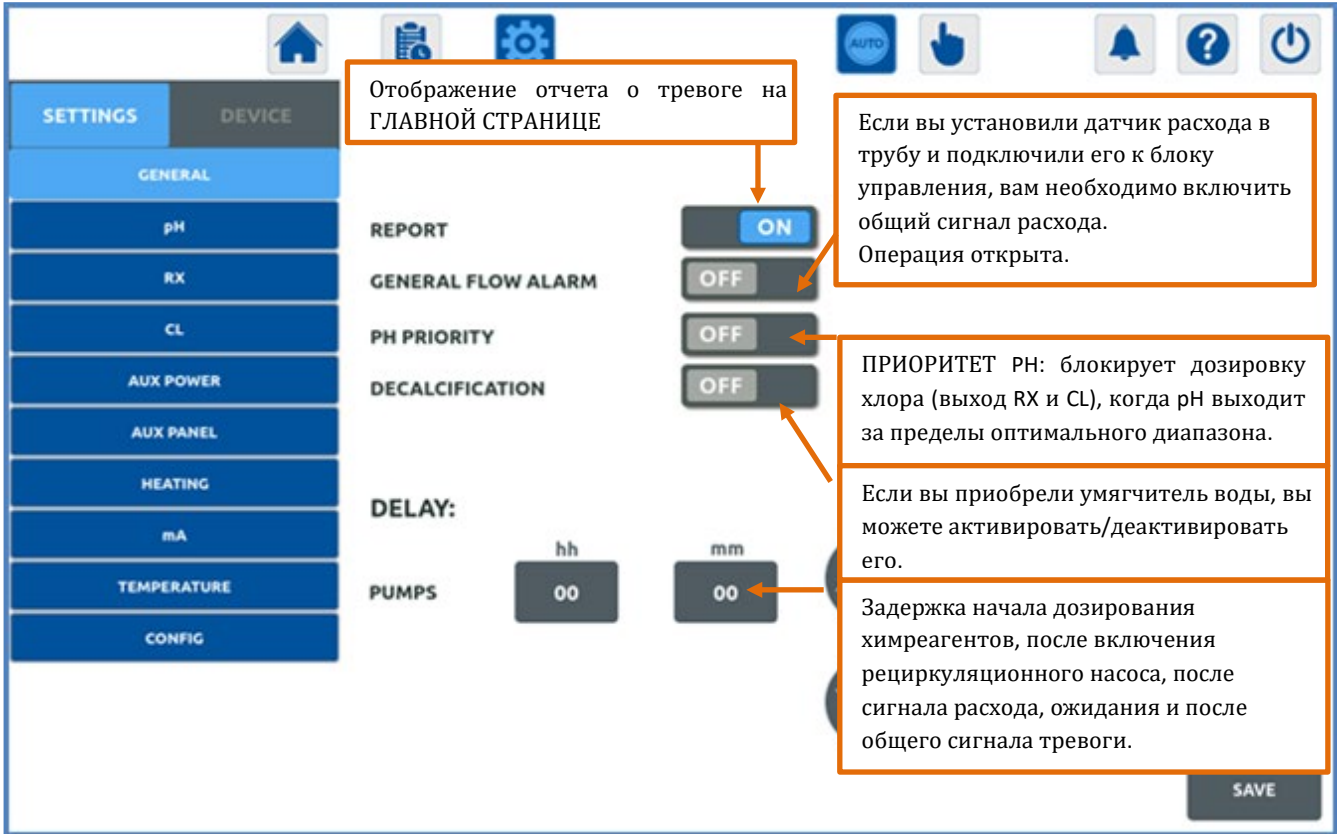 AUTO
?
Отображение отчета о тревоге на
ГЛАВНОЙ СТРАНИЦЕ
SETTINGS
DEVICE
GENERAL
pH
RX
CL
AUX POWER
AUX PANEL
HEATING
mA
TEMPERATURE
CONFIG
REPORT
ON
GENERAL FLOW ALARM
OFF
PH PRIORITY
OFF
DECALCIFICATION
OFF
DELAY:
hh
mm
PUMPS
00
00
Если вы установили датчик расхода в
трубу и подключили его к блоку
управления, вам необходимо включить
общий сигнал расхода.
Операция открыта.
ПРИОРИТЕТ PH: блокирует дозировку
хлора (выход RX и CL), когда pH выходит
за пределы оптимального диапазона.
Если вы приобрели умягчитель воды, вы
можете активировать/деактивировать
его.
Задержка начала дозирования
химреагентов, после включения
рециркуляционного насоса, после
сигнала расхода, ожидания и после
общего сигнала тревоги.
SAVE